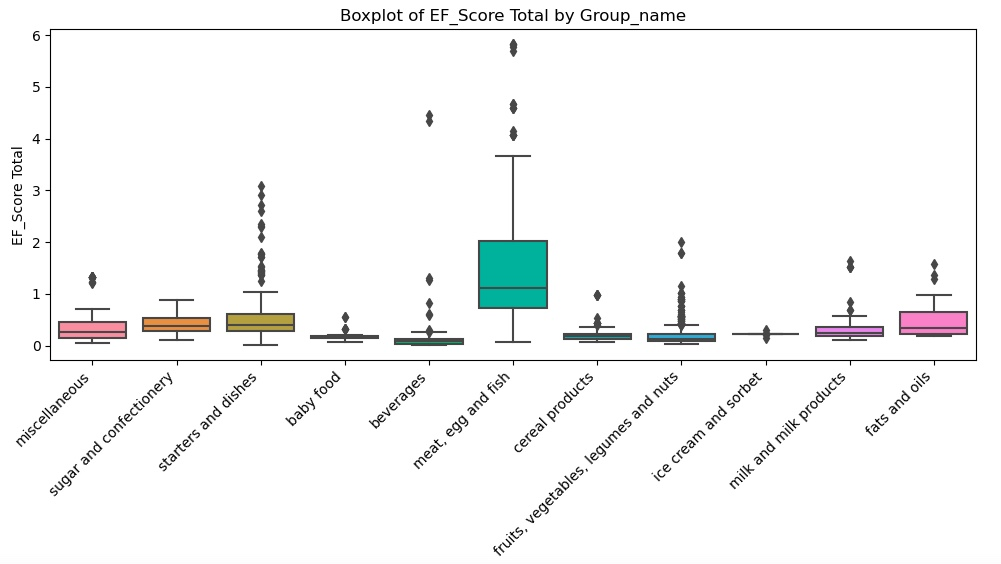 Boxplot of EF_Score Total by Group_name
EF_Score Total
6
5
4
3
2
1
0
miscellaneous
sugar and confectionery
starters and dishes
baby food
beverages
meat, egg and fish
cereal products
fruits, vegetables, legumes and nuts
ice cream and sorbet
milk and milk products
fats and oils